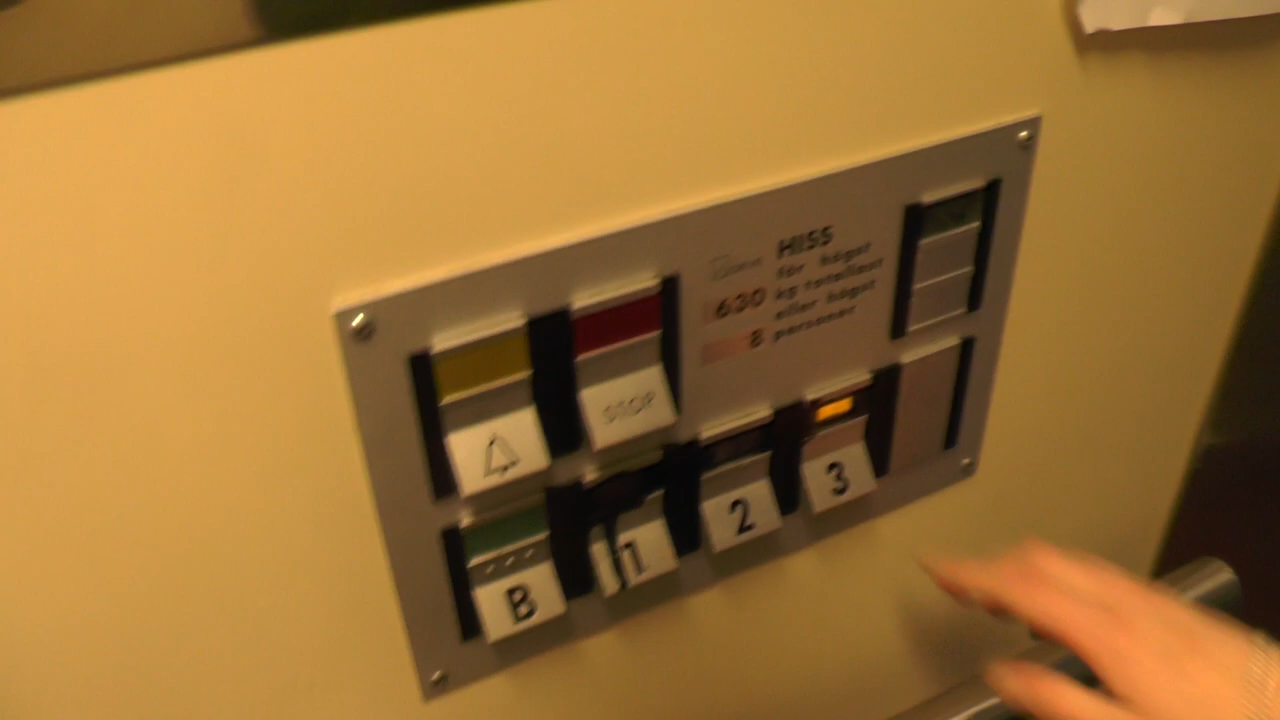 HISS
för högst
630 kg totallast
eller högst
8 personer
STOP
B
1
2
3